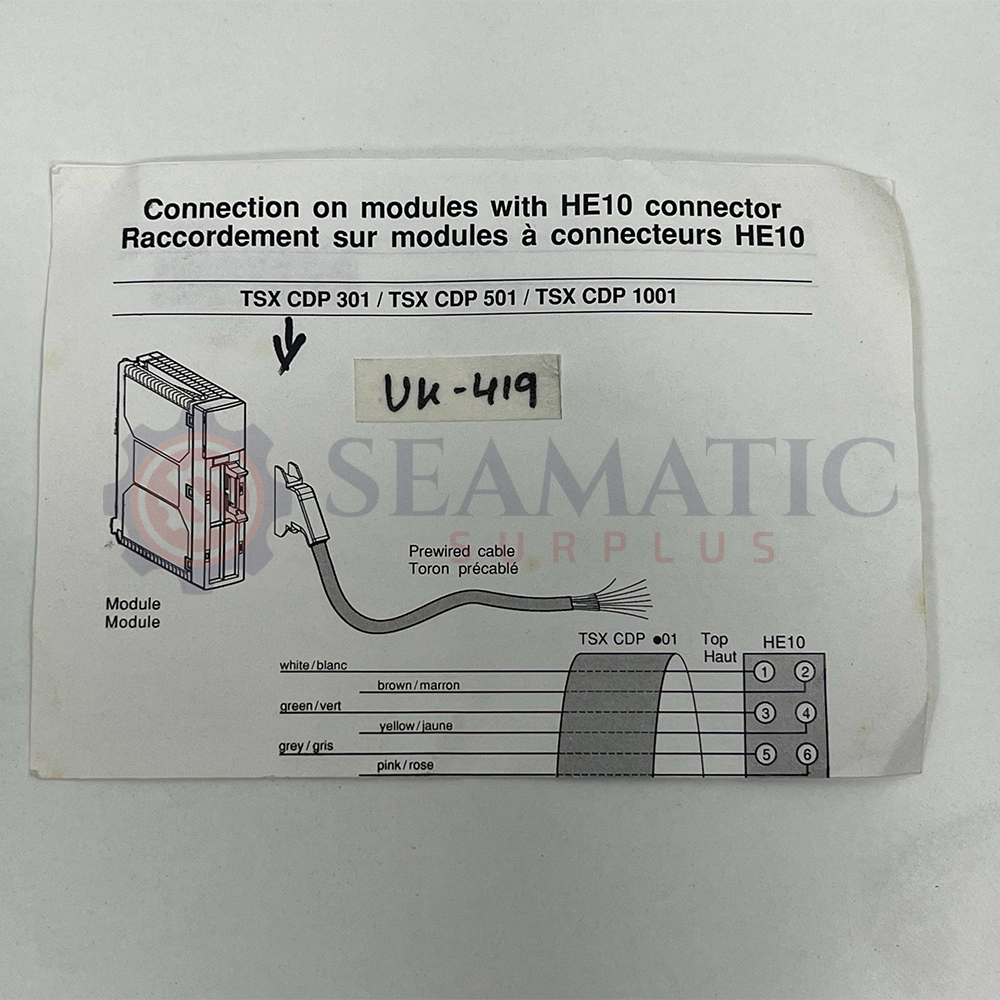 Connection on modules with HE10 connector
Raccordement sur modules à connecteurs HE10
TSX CDP 301 / TSX CDP 501 / TSX CDP 1001
UK-419
SEAMATIC
SURPLUS
Prewired cable
Toron précablé
Module
Module
TSX CDP ●01
Top
Haut
HE10
white/blanc
1
2
brown/marron
green/vert
3
4
yellow/jaune
grey/gris
5
6
pink/rose